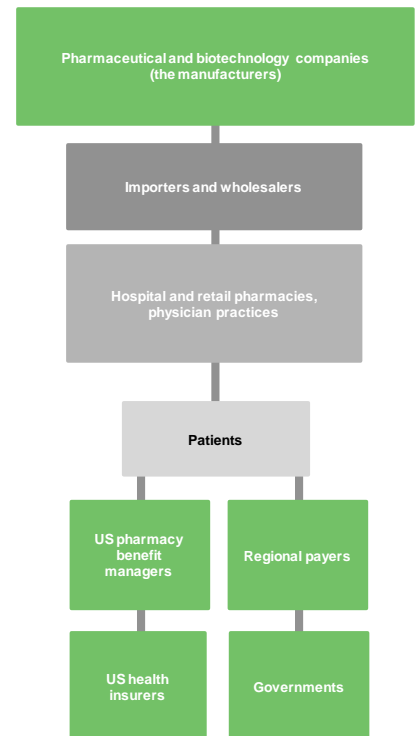 Pharmaceutical and biotechnology companies
(the manufacturers)
Importers and wholesalers
Hospital and retail pharmacies,
physician practices
Patients
US pharmacy
benefit
managers
Regional payers
US health
insurers
Governments